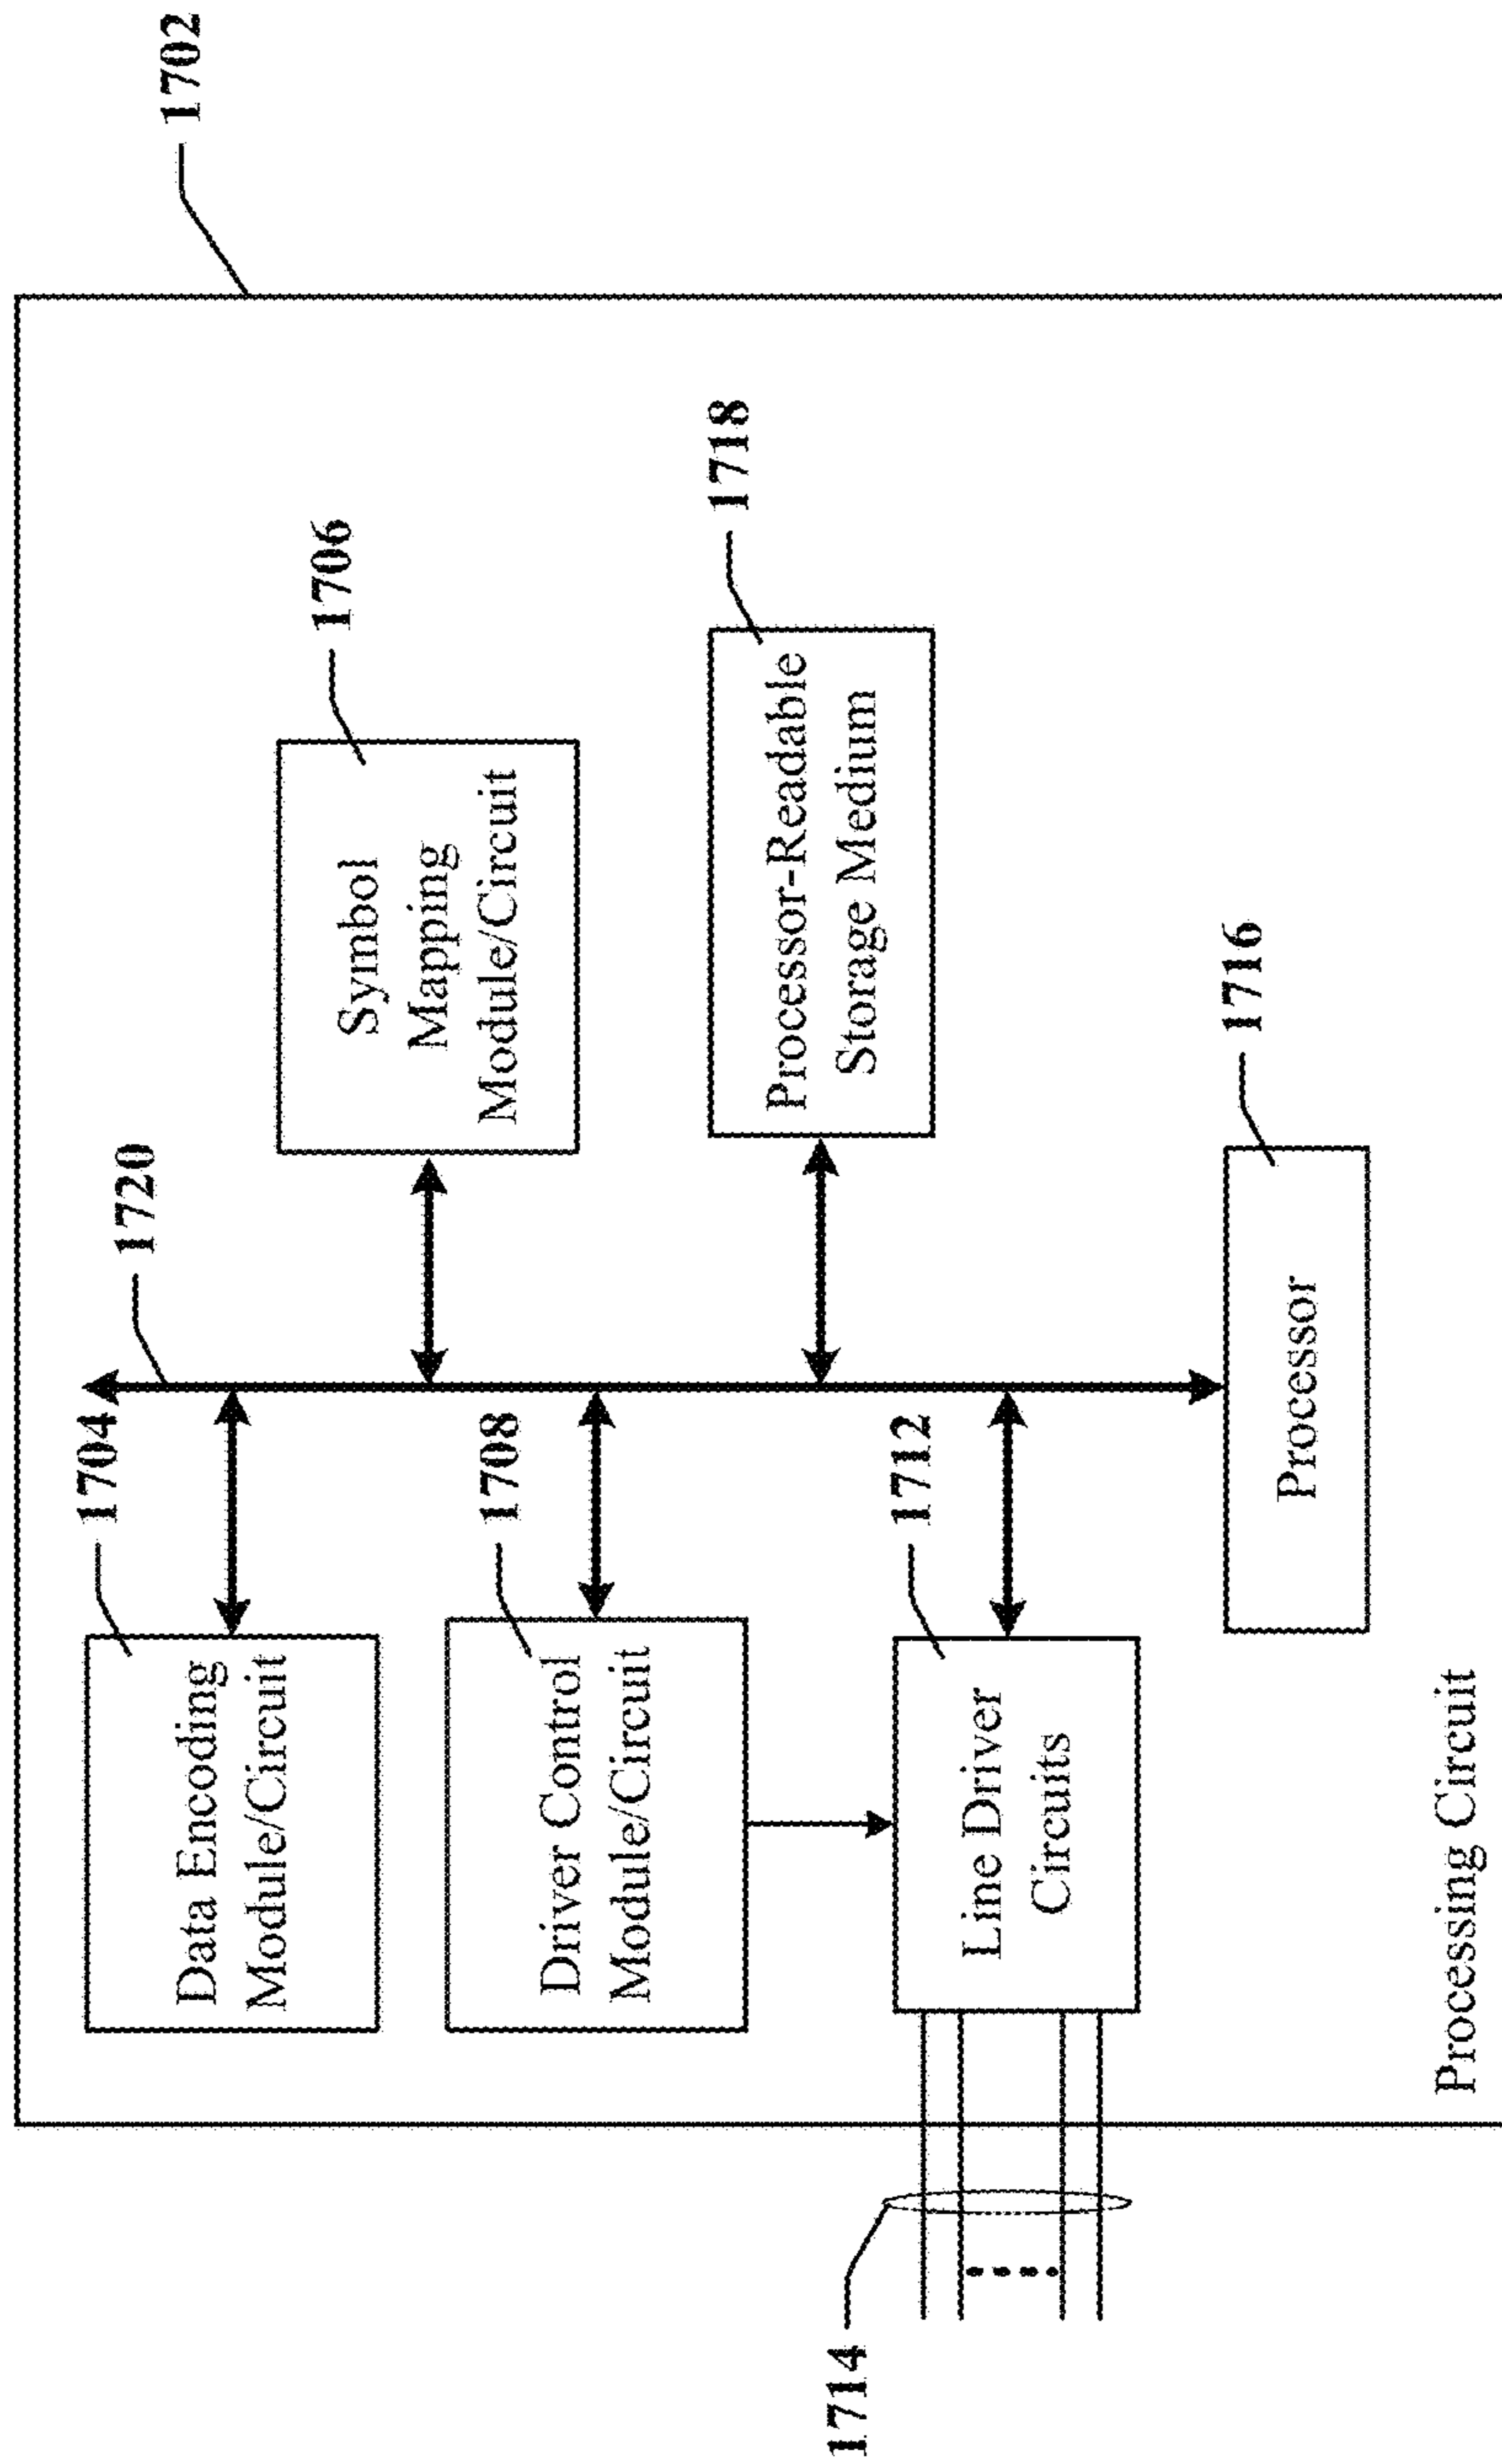 1702
1720
1704
Data Encoding
Module/Circuit
1706
Symbol
Mapping
Module/Circuit
1708
Driver Control
Module/Circuit
1718
Processor-Readable
Storage Medium
1712
Line Driver
Circuits
1714
1716
Processor
Processing Circuit